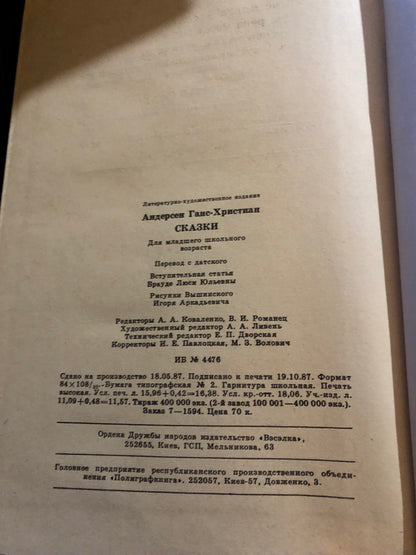 Литературно-художественное издание
Андерсен Ганс-Христиан
СКАЗКИ
Для младшего школьного
возраста
Перевод с датского
Вступительная статья
Брауде Люси Юльевны
Рисунки Вышинского
Игоря Аркадьевича
Редакторы А. А. Коваленко, В. И. Романец
Художественный редактор А. А. Ливень
Технический редактор Е. П. Дворская
Корректоры И. Е. Павлоцкая, М. З. Волович
ИБ № 4476
Сдано на производство 18.05.87. Подписано к печати 19.10.87. Формат
84×108/32. Бумага типографская № 2. Гарнитура школьная. Печать
высокая. Усл. печ. л. 15,96+0,42=16,38. Усл. кр.-отт. 18,06. Уч.-изд. л.
11,09+0,48=11,57. Тираж 400 000 экз. (2-й завод 100 001—400 000 экз.).
Заказ 7—1594. Цена 70 к.
Ордена Дружбы народов издательство «Вэсэлка»,
252655, Киев, ГСП, Мельникова, 63
Головное предприятие республиканского производственного объеди-
нения «Полиграфкнига». 252057, Киев-57, Довженко, 3.